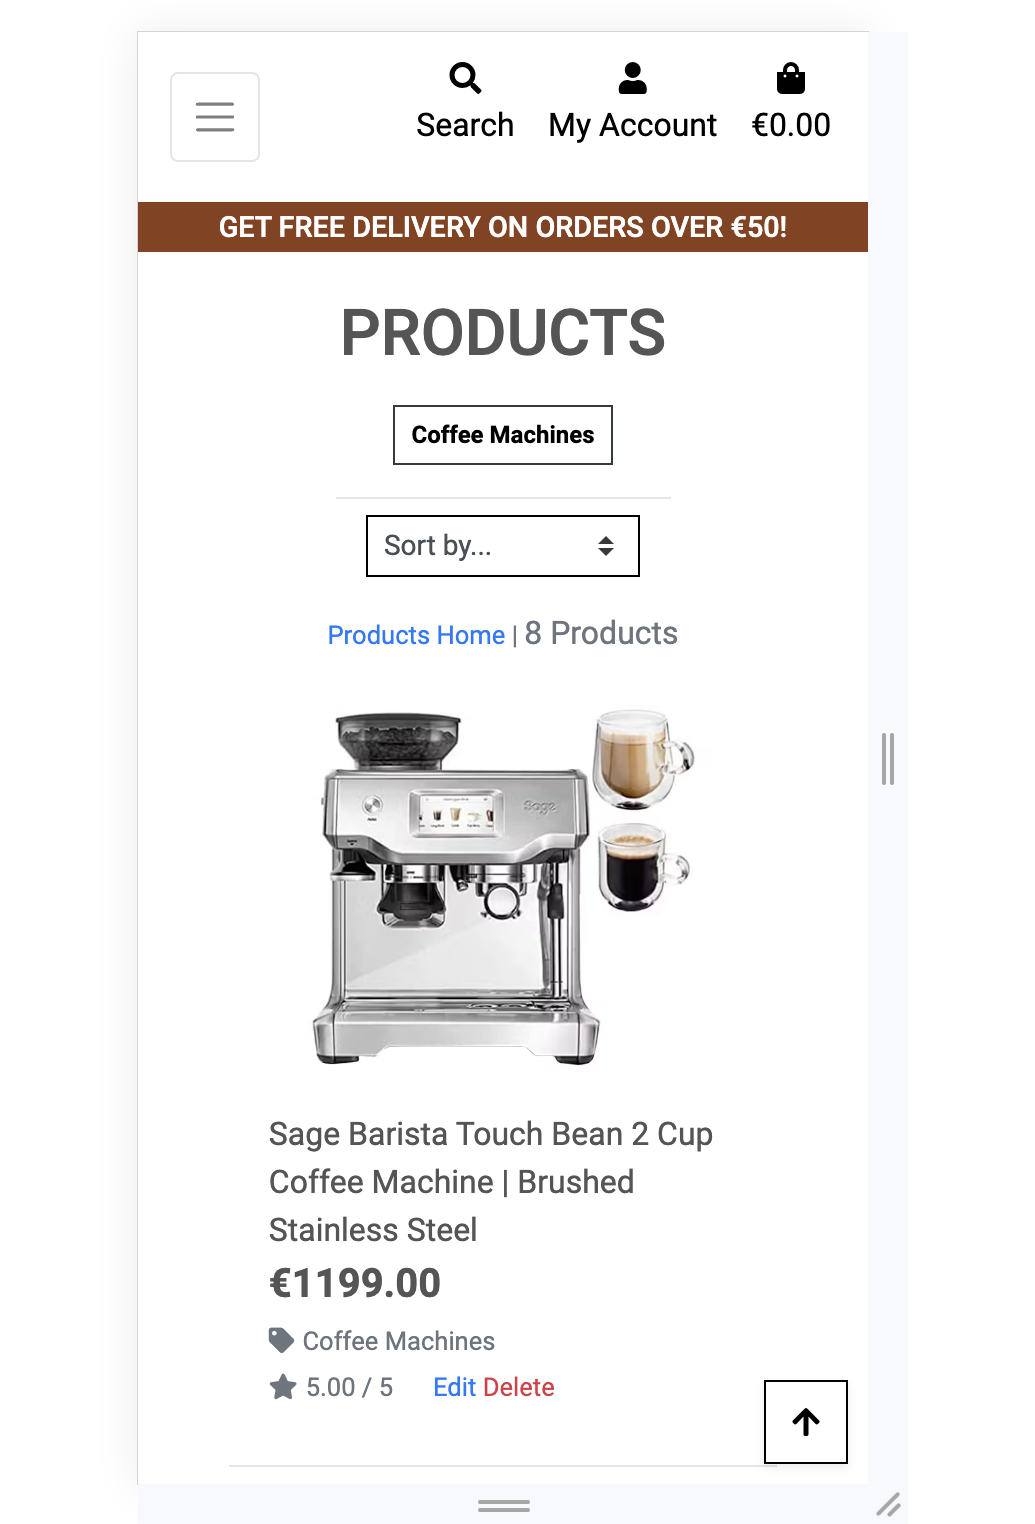 Search My Account €0.00
GET FREE DELIVERY ON ORDERS OVER €50!
PRODUCTS
Coffee Machines
Sort by...
Products Home | 8 Products
Sage
Sage Barista Touch Bean 2 Cup
Coffee Machine | Brushed
Stainless Steel
€1199.00
Coffee Machines
5.00 / 5 Edit Delete